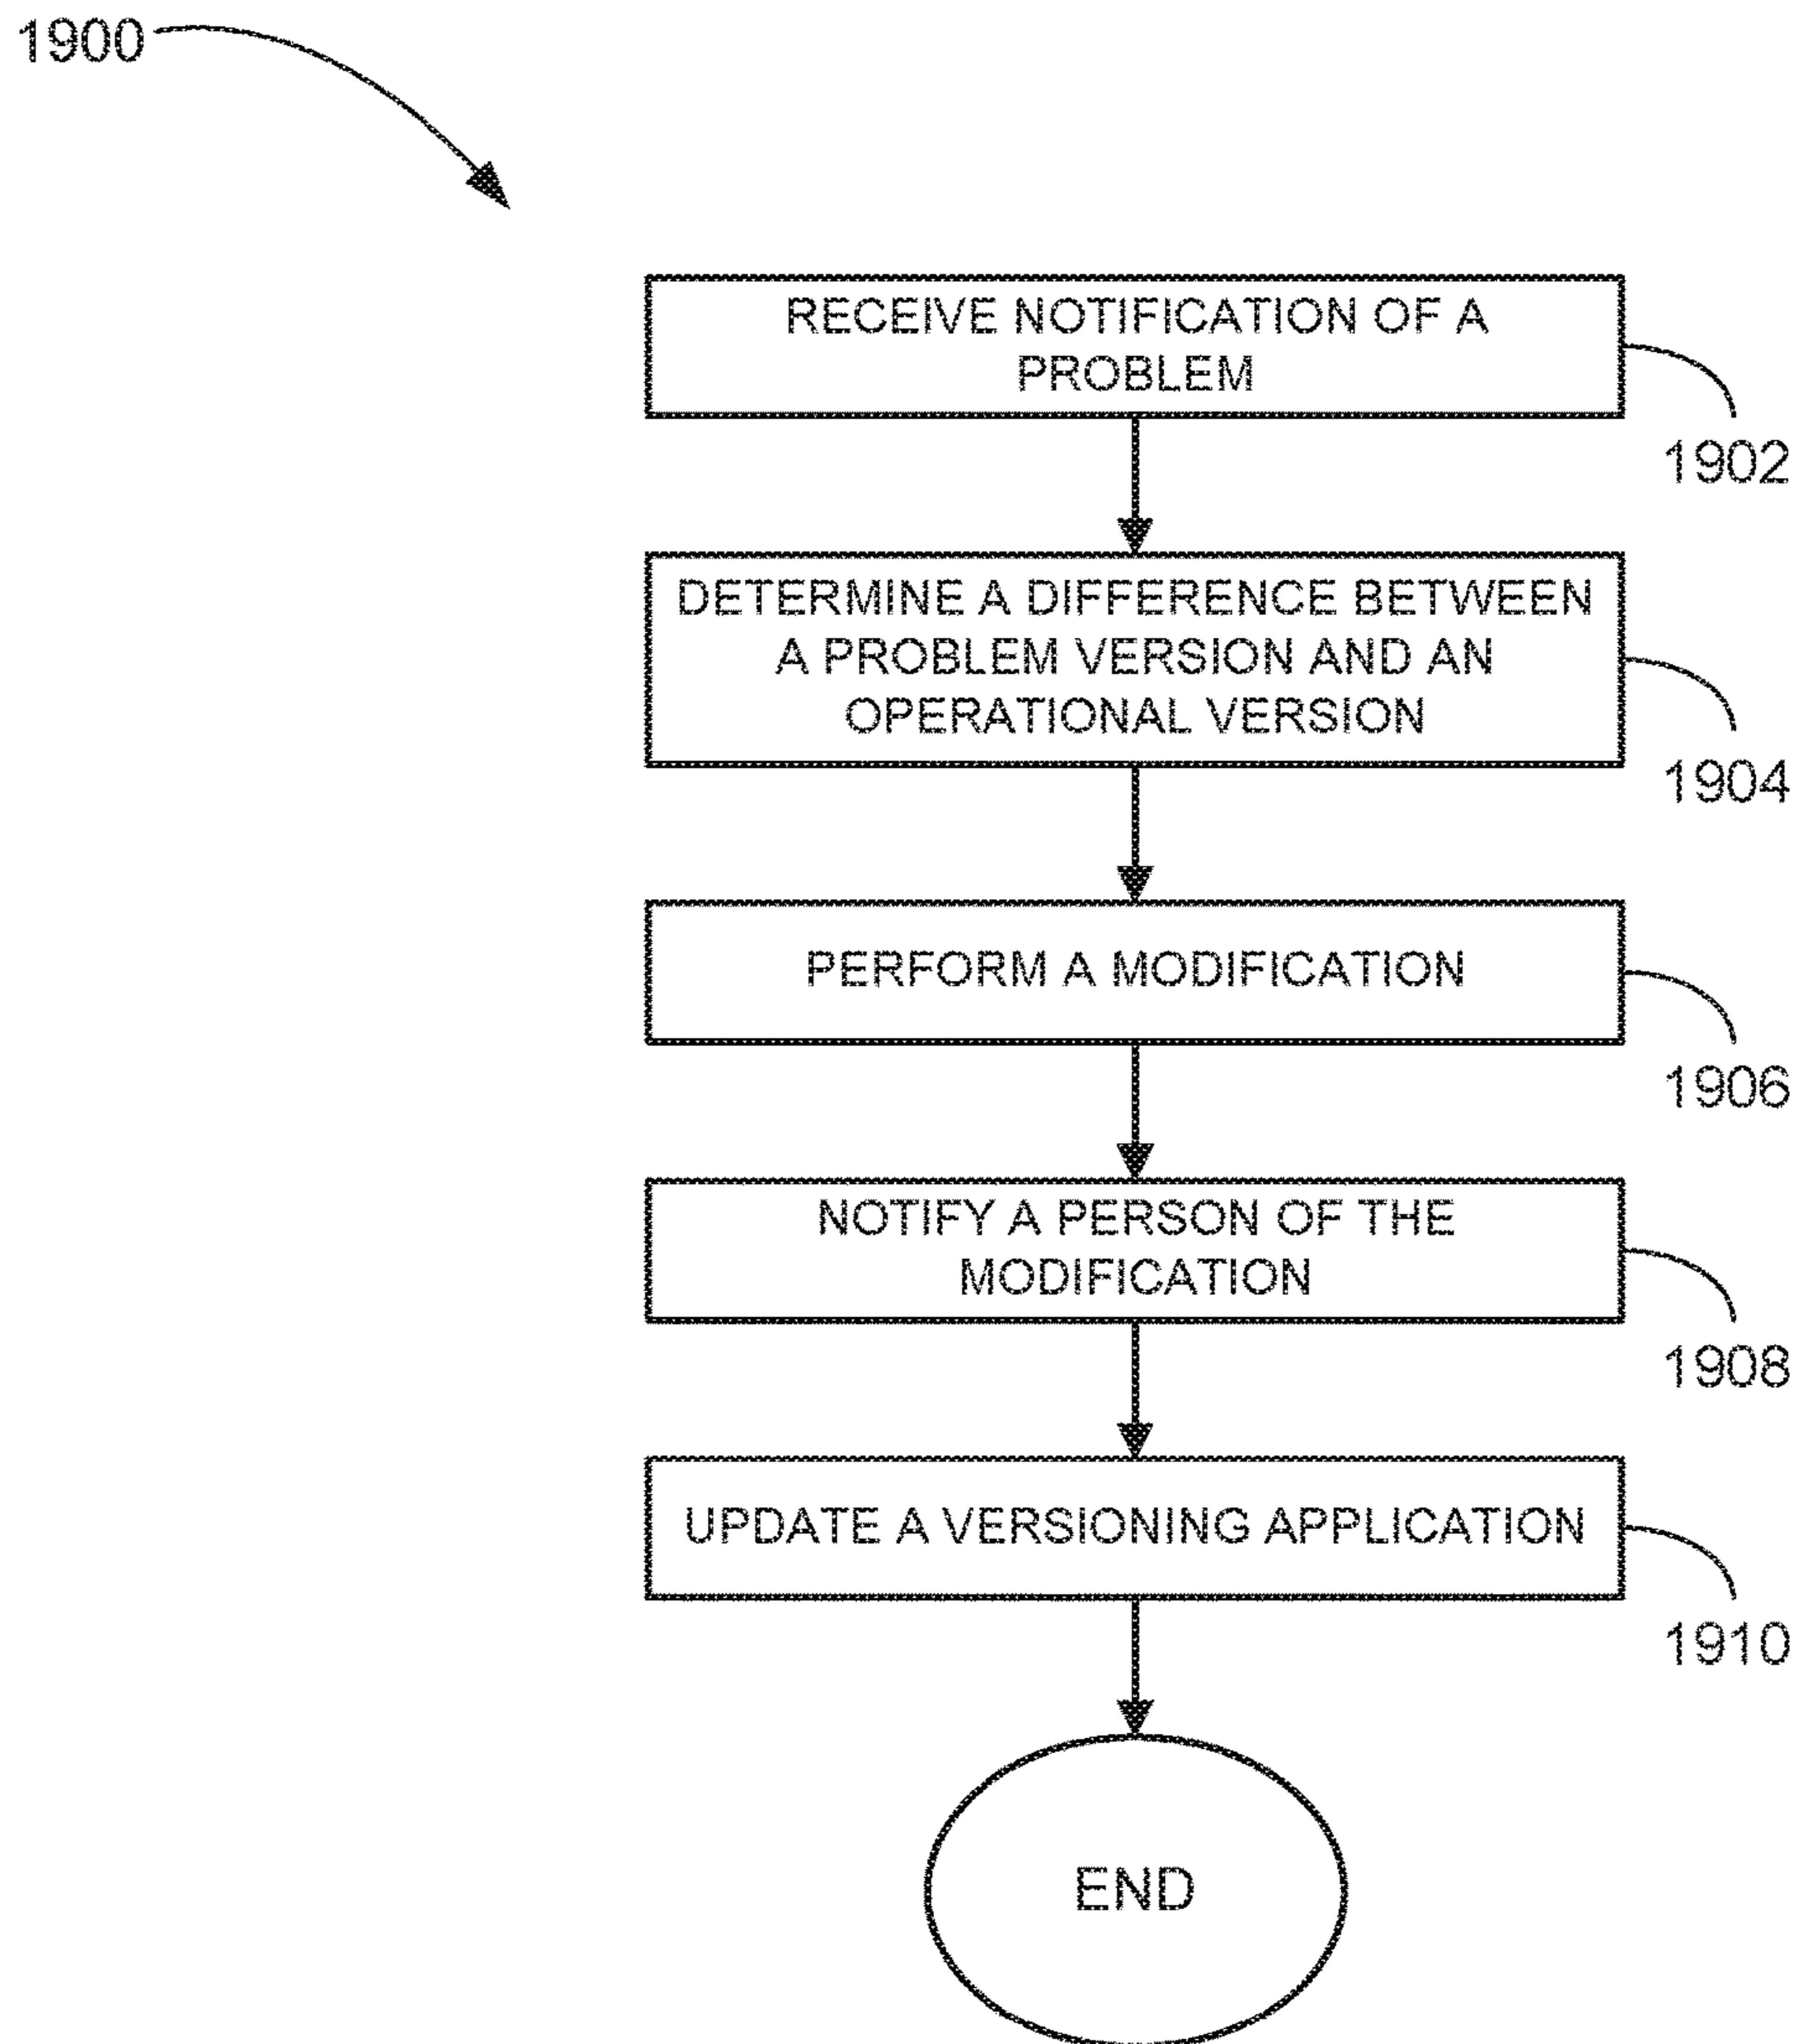 1900
RECEIVE NOTIFICATION OF A
PROBLEM
1902
DETERMINE A DIFFERENCE BETWEEN
A PROBLEM VERSION AND AN
OPERATIONAL VERSION
1904
PERFORM A MODIFICATION
1906
NOTIFY A PERSON OF THE
MODIFICATION
1908
UPDATE A VERSIONING APPLICATION
1910
END